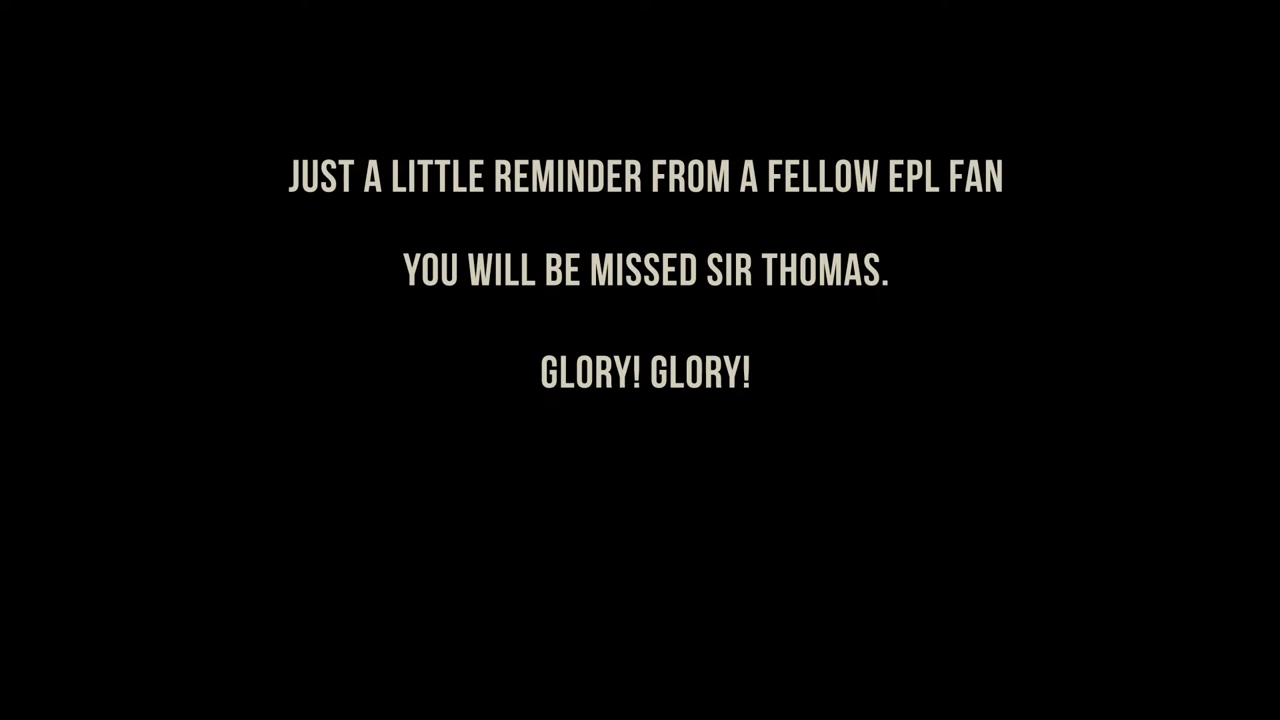 JUST A LITTLE REMINDER FROM A FELLOW EPL FAN
YOU WILL BE MISSED SIR THOMAS.
GLORY! GLORY!